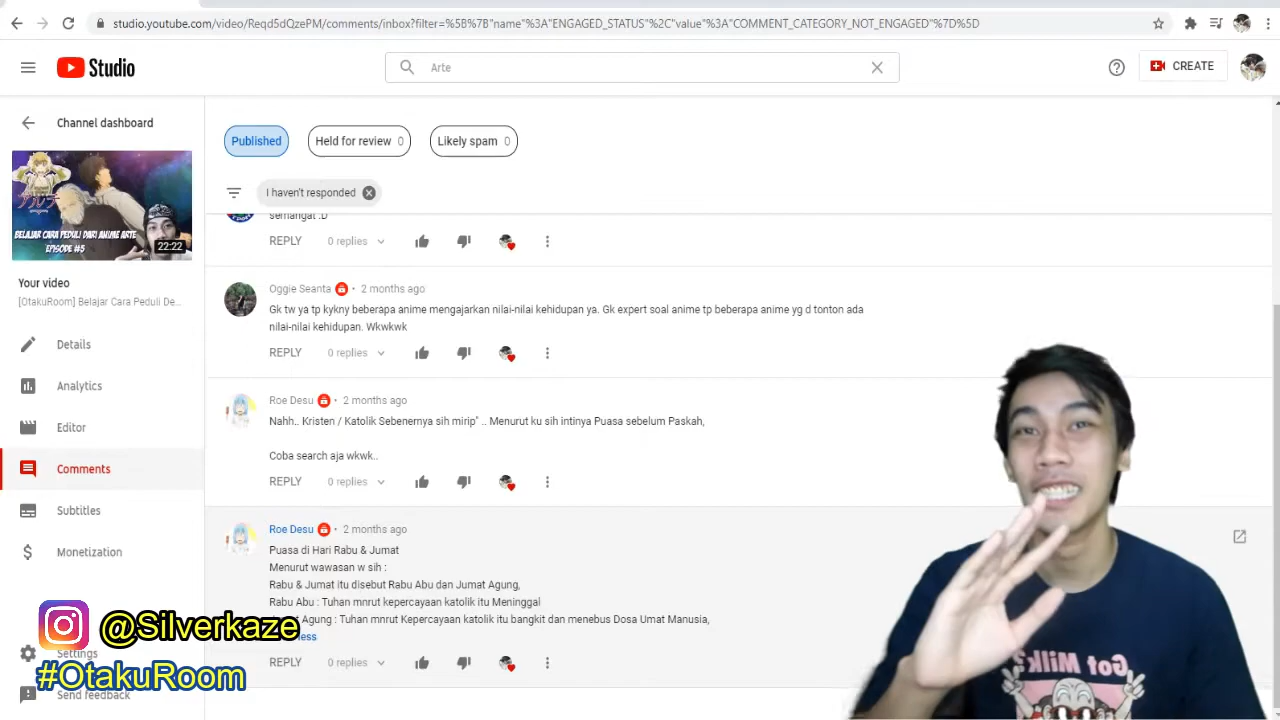 studio.youtube.com/video/Reqd5dQzePM/comments/inbox?filter=%5B%7B"name"%3A"ENGAGED_STATUS"%2C"value"%3A"COMMENT_CATEGORY_NOT_ENGAGED"%7D%5D
Studio
Arte
CREATE
Channel dashboard
BELAJAR CARA PEDULI DARI ANIME ARTE
EPISODE #5
22:22
Your video
[OtakuRoom] Belajar Cara Peduli De...
Details
Analytics
Editor
Comments
Subtitles
Monetization
Settings
Send feedback
@Silverkaze
#OtakuRoom
Published
Held for review 0
Likely spam 0
I haven't responded
semangat :D
REPLY 0 replies
Oggie Seanta • 2 months ago
Gk tw ya tp kykny beberapa anime mengajarkan nilai-nilai kehidupan ya. Gk expert soal anime tp beberapa anime yg d tonton ada
nilai-nilai kehidupan. Wkwkwk
REPLY 0 replies
Roe Desu • 2 months ago
Nahh.. Kristen / Katolik Sebenernya sih mirip" .. Menurut ku sih intinya Puasa sebelum Paskah,
Coba search aja wkwk..
REPLY 0 replies
Roe Desu • 2 months ago
Puasa di Hari Rabu & Jumat
Menurut wawasan w sih :
Rabu & Jumat itu disebut Rabu Abu dan Jumat Agung,
Rabu Abu : Tuhan mnrut kepercayaan katolik itu Meninggal
Agung : Tuhan mnrut Kepercayaan katolik itu bangkit dan menebus Dosa Umat Manusia,
less
REPLY 0 replies
Got Milk?